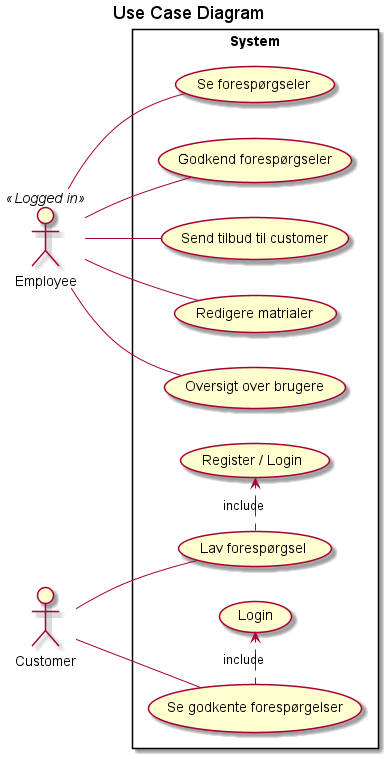 Use Case Diagram
System
Se forespørgseler
Godkend forespørgseler
«Logged in»
Employee
Send tilbud til customer
Redigere matrialer
Oversigt over brugere
Register / Login
include
Lav forespørgsel
Customer
Login
include
Se godkente forespørgelser